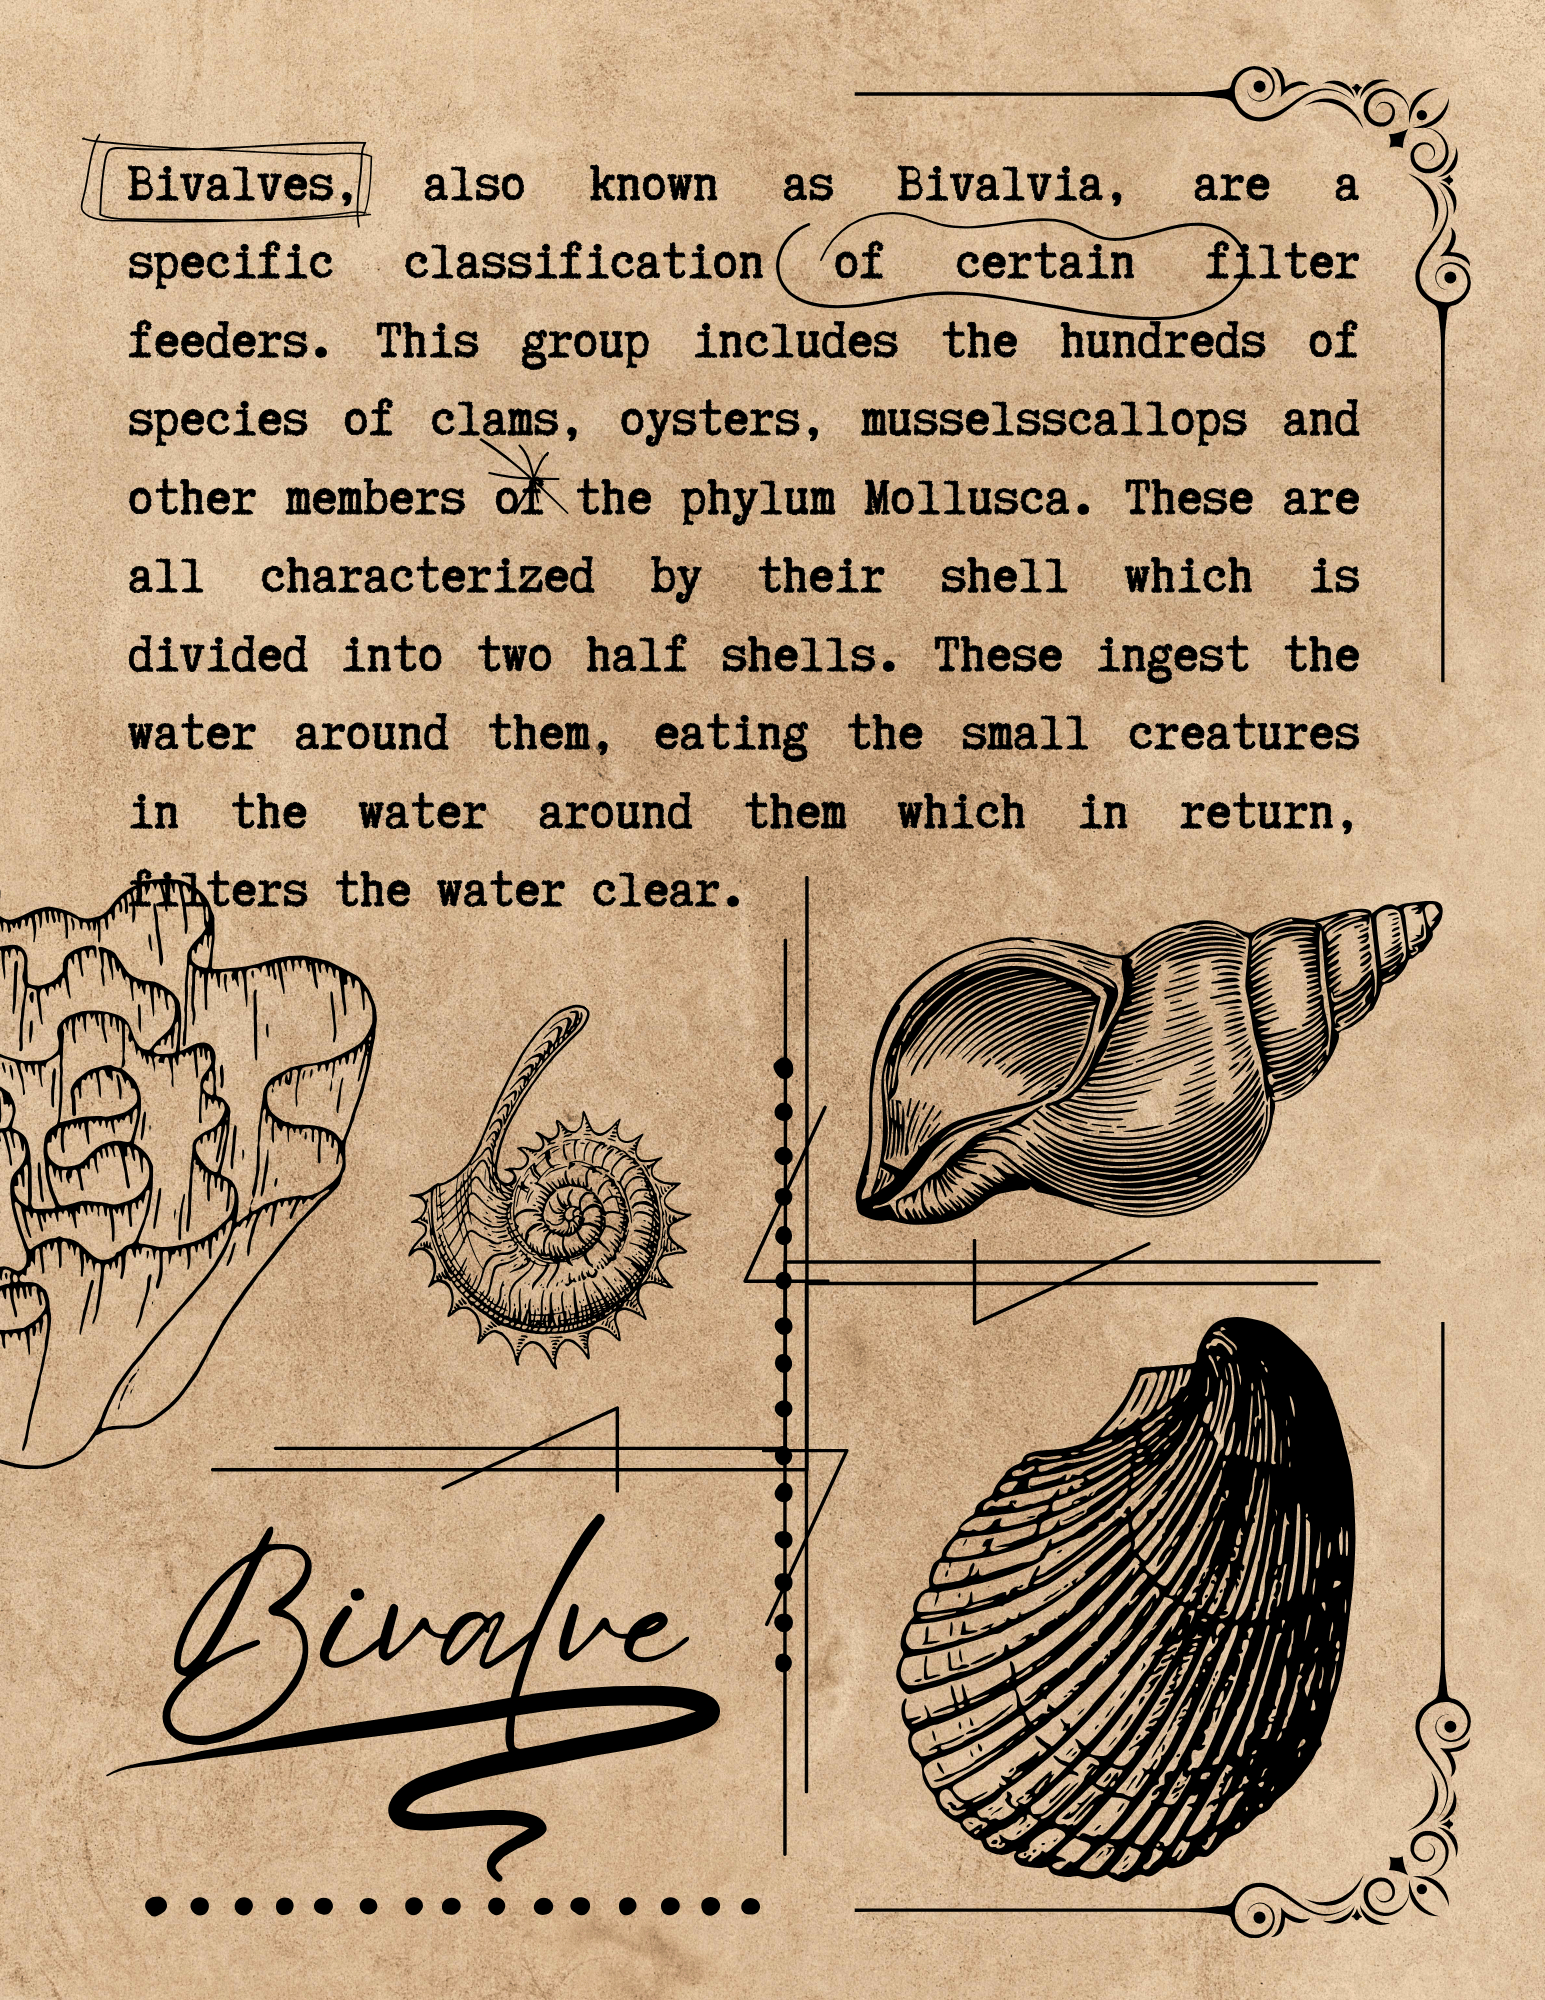 Bivalves, also known as Bivalvia, are a
specific classification of certain filter
feeders. This group includes the hundreds of
species of clams, oysters, musselsscallops and
other members of the phylum Mollusca. These are
all characterized by their shell which is
divided into two half shells. These ingest the
water around them, eating the small creatures
in the water around them which in return,
filters the water clear.
Bivalve